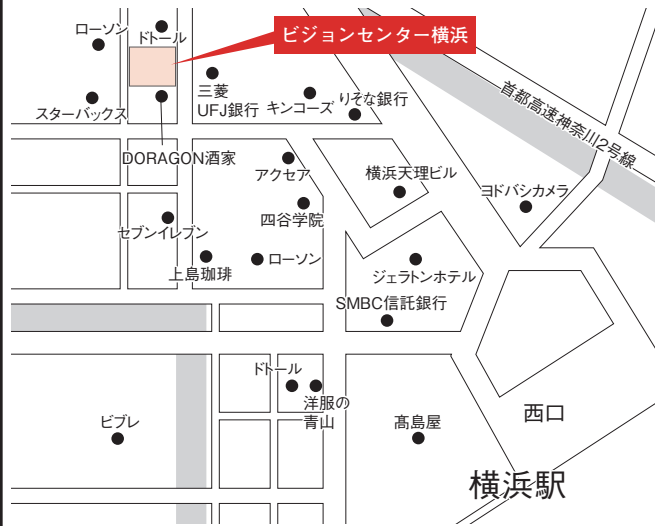 ローソン
ドトール
ビジョンセンター横浜
スターバックス
三菱
UFJ銀行
キンコーズ
りそな銀行
首都高速神奈川2号線
DORAGON酒家
アクセア
横浜天理ビル
ヨドバシカメラ
四谷学院
セブンイレブン
上島珈琲
ローソン
ジェラトンホテル
SMBC信託銀行
ドトール
洋服の
青山
ビブレ
髙島屋
西口
横浜駅